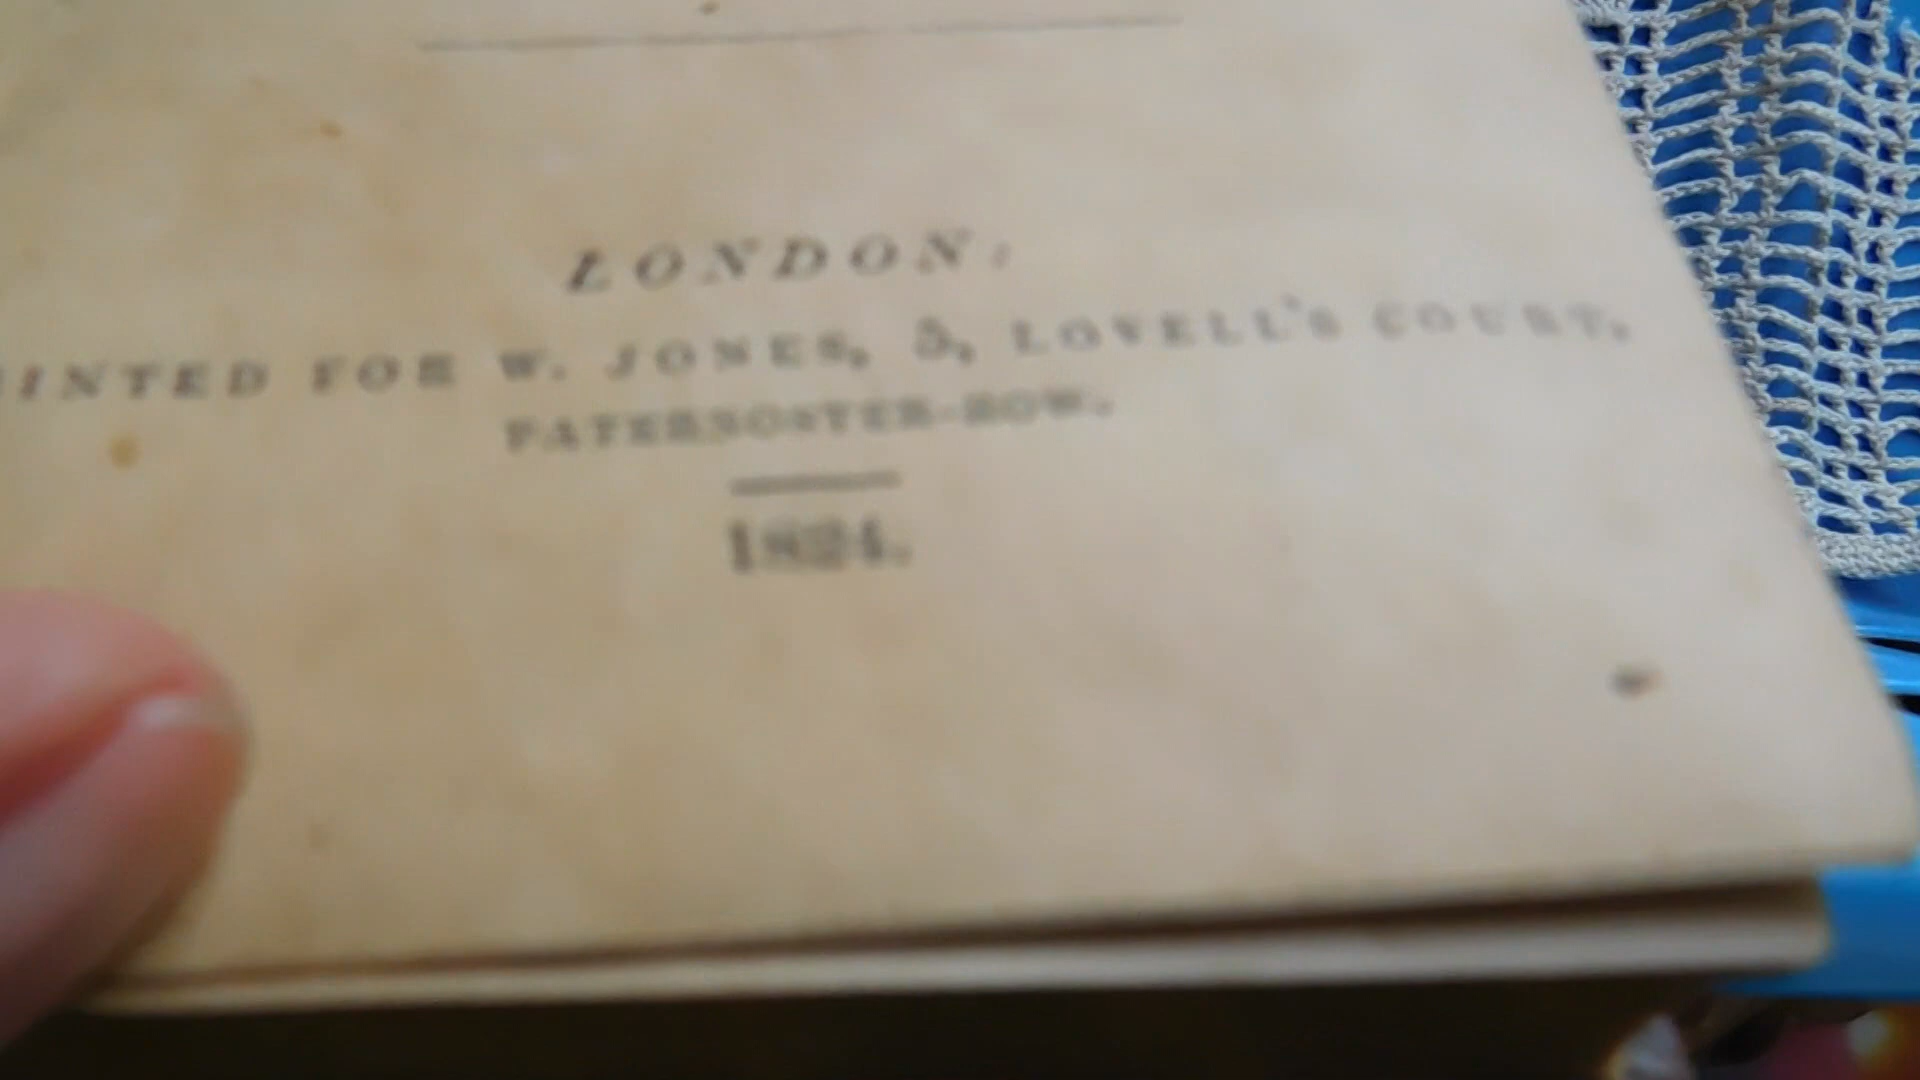 LONDON:
INTED FOR W. JONES, 5, LOVELL'S COURT,
PATERNOSTER-ROW.
1824.